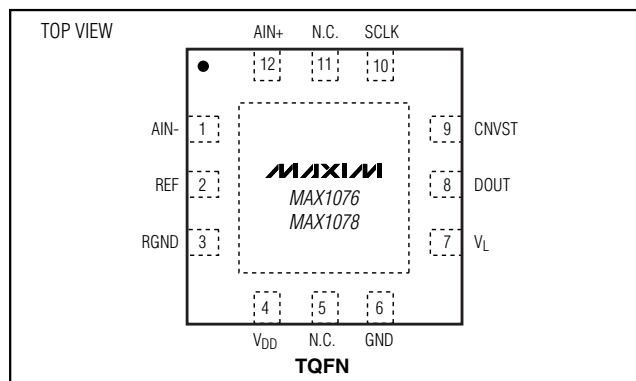 TOP VIEW
AIN+ N.C. SCLK
12 11 10
AIN- 1 9 CNVST
MAXIM
REF 2 MAX1076 8 DOUT
MAX1078
RGND 3 7 VL
4 5 6
VDD N.C. GND
TQFN